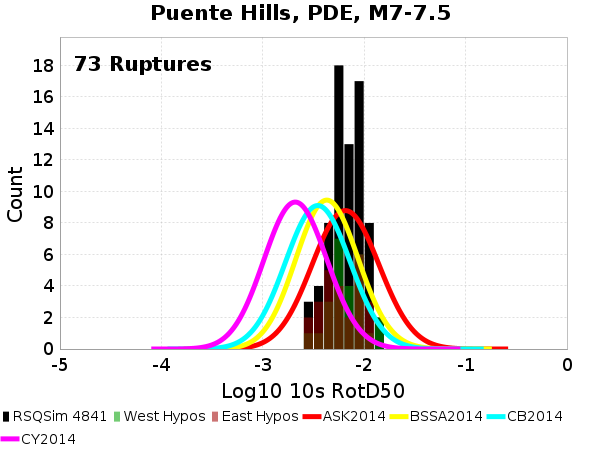 Puente Hills, PDE, M7-7.5
73 Ruptures
18
16
14
12
10
8
6
4
2
0
Count
-5 -4 -3 -2 -1 0
Log10 10s RotD50
RSQSim 4841 West Hypos East Hypos ASK2014 BSSA2014 CB2014
CY2014